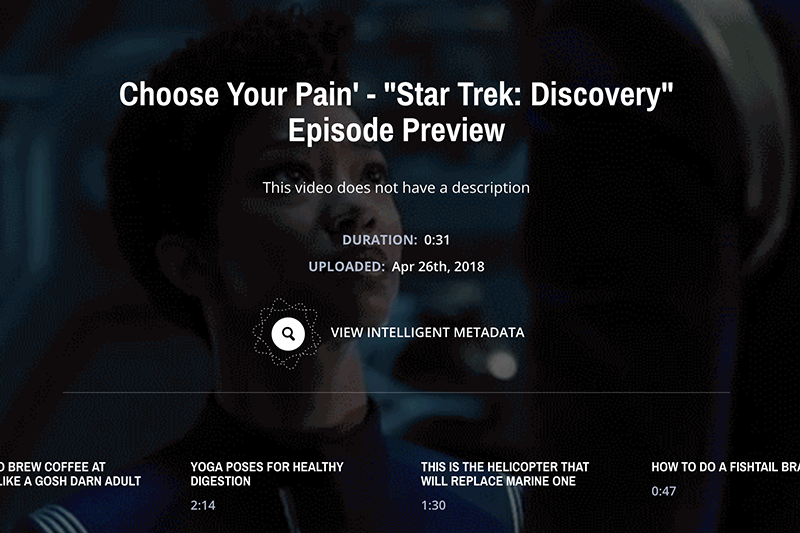 Choose Your Pain' - "Star Trek: Discovery"
Episode Preview
This video does not have a description
DURATION: 0:31
UPLOADED: Apr 26th, 2018
VIEW INTELLIGENT METADATA
BREW COFFEE AT
LIKE A GOSH DARN ADULT
YOGA POSES FOR HEALTHY
DIGESTION
2:14
THIS IS THE HELICOPTER THAT
WILL REPLACE MARINE ONE
1:30
HOW TO DO A FISHTAIL
0:47